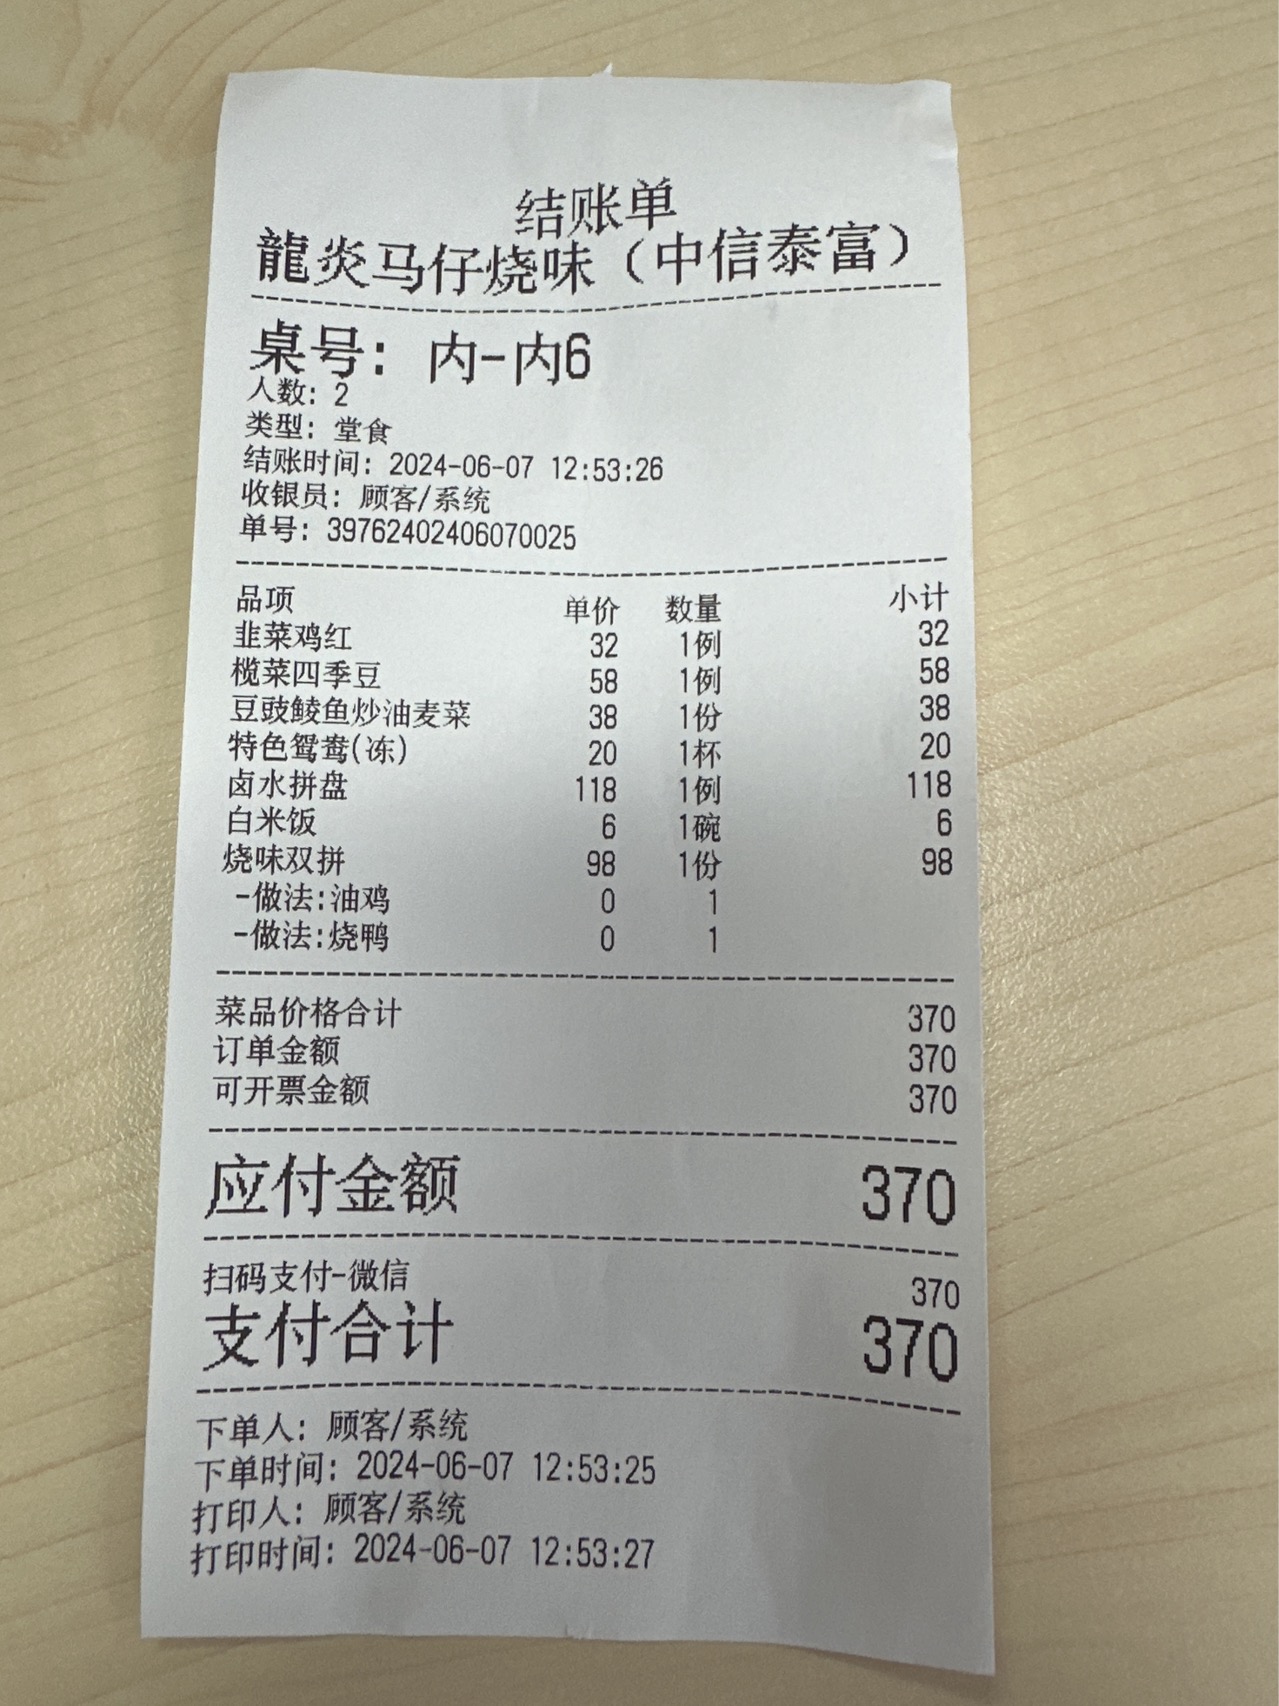 结账单
龍炎马仔烧味（中信泰富）
桌号: 内-内6
人数: 2
类型: 堂食
结账时间: 2024-06-07 12:53:26
收银员: 顾客/系统
单号: 39762402406070025
品项 单价 数量 小计
韭菜鸡红 32 1例 32
榄菜四季豆 58 1例 58
豆豉鲮鱼炒油麦菜 38 1份 38
特色鸳鸯(冻) 20 1杯 20
卤水拼盘 118 1例 118
白米饭 6 1碗 6
烧味双拼 98 1份 98
-做法:油鸡 0 1
-做法:烧鸭 0 1
菜品价格合计 370
订单金额 370
可开票金额 370
应付金额 370
扫码支付-微信 370
支付合计 370
下单人: 顾客/系统
下单时间: 2024-06-07 12:53:25
打印人: 顾客/系统
打印时间: 2024-06-07 12:53:27